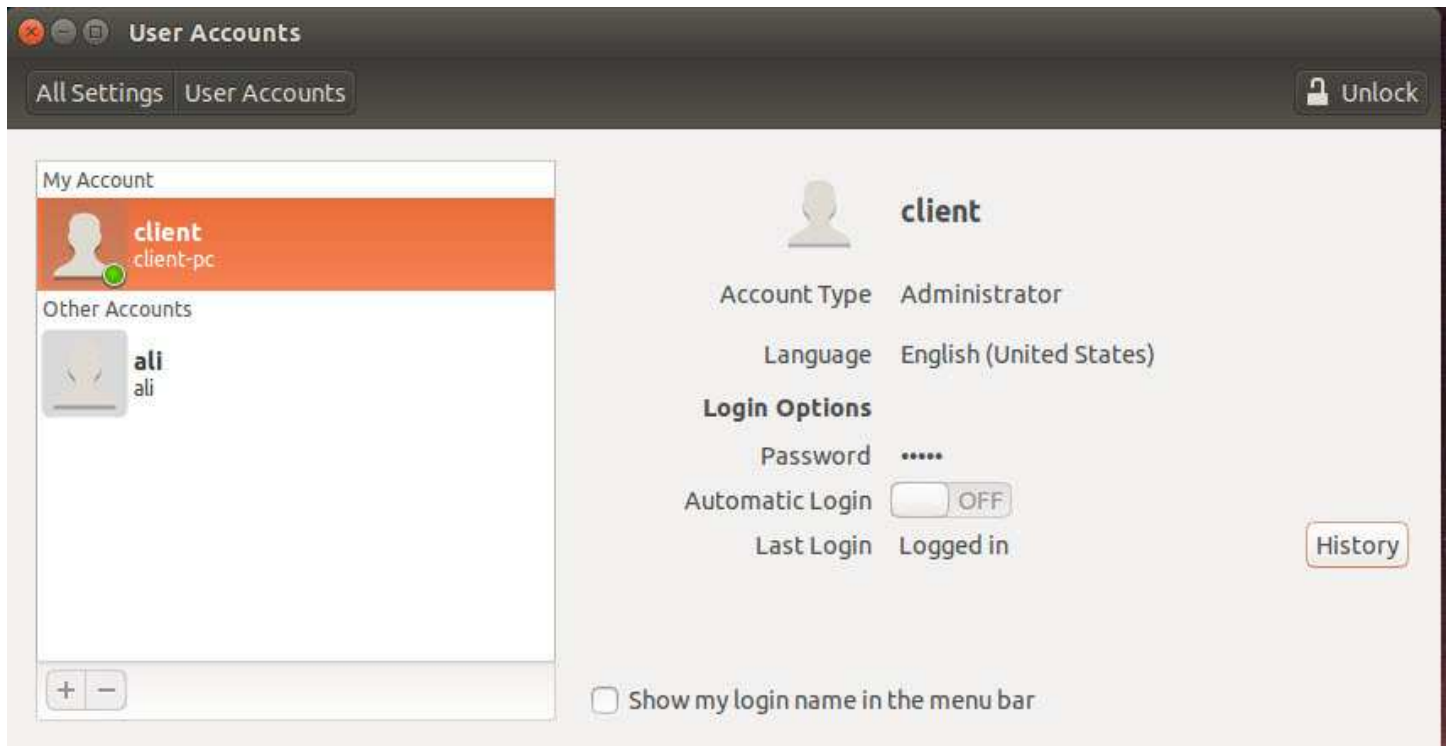 User Accounts
All Settings User Accounts Unlock
My Account
client
client-pc
Other Accounts
ali
ali
client
Account Type Administrator
Language English (United States)
Login Options
Password •••••
Automatic Login OFF
Last Login Logged in History
+ −
Show my login name in the menu bar